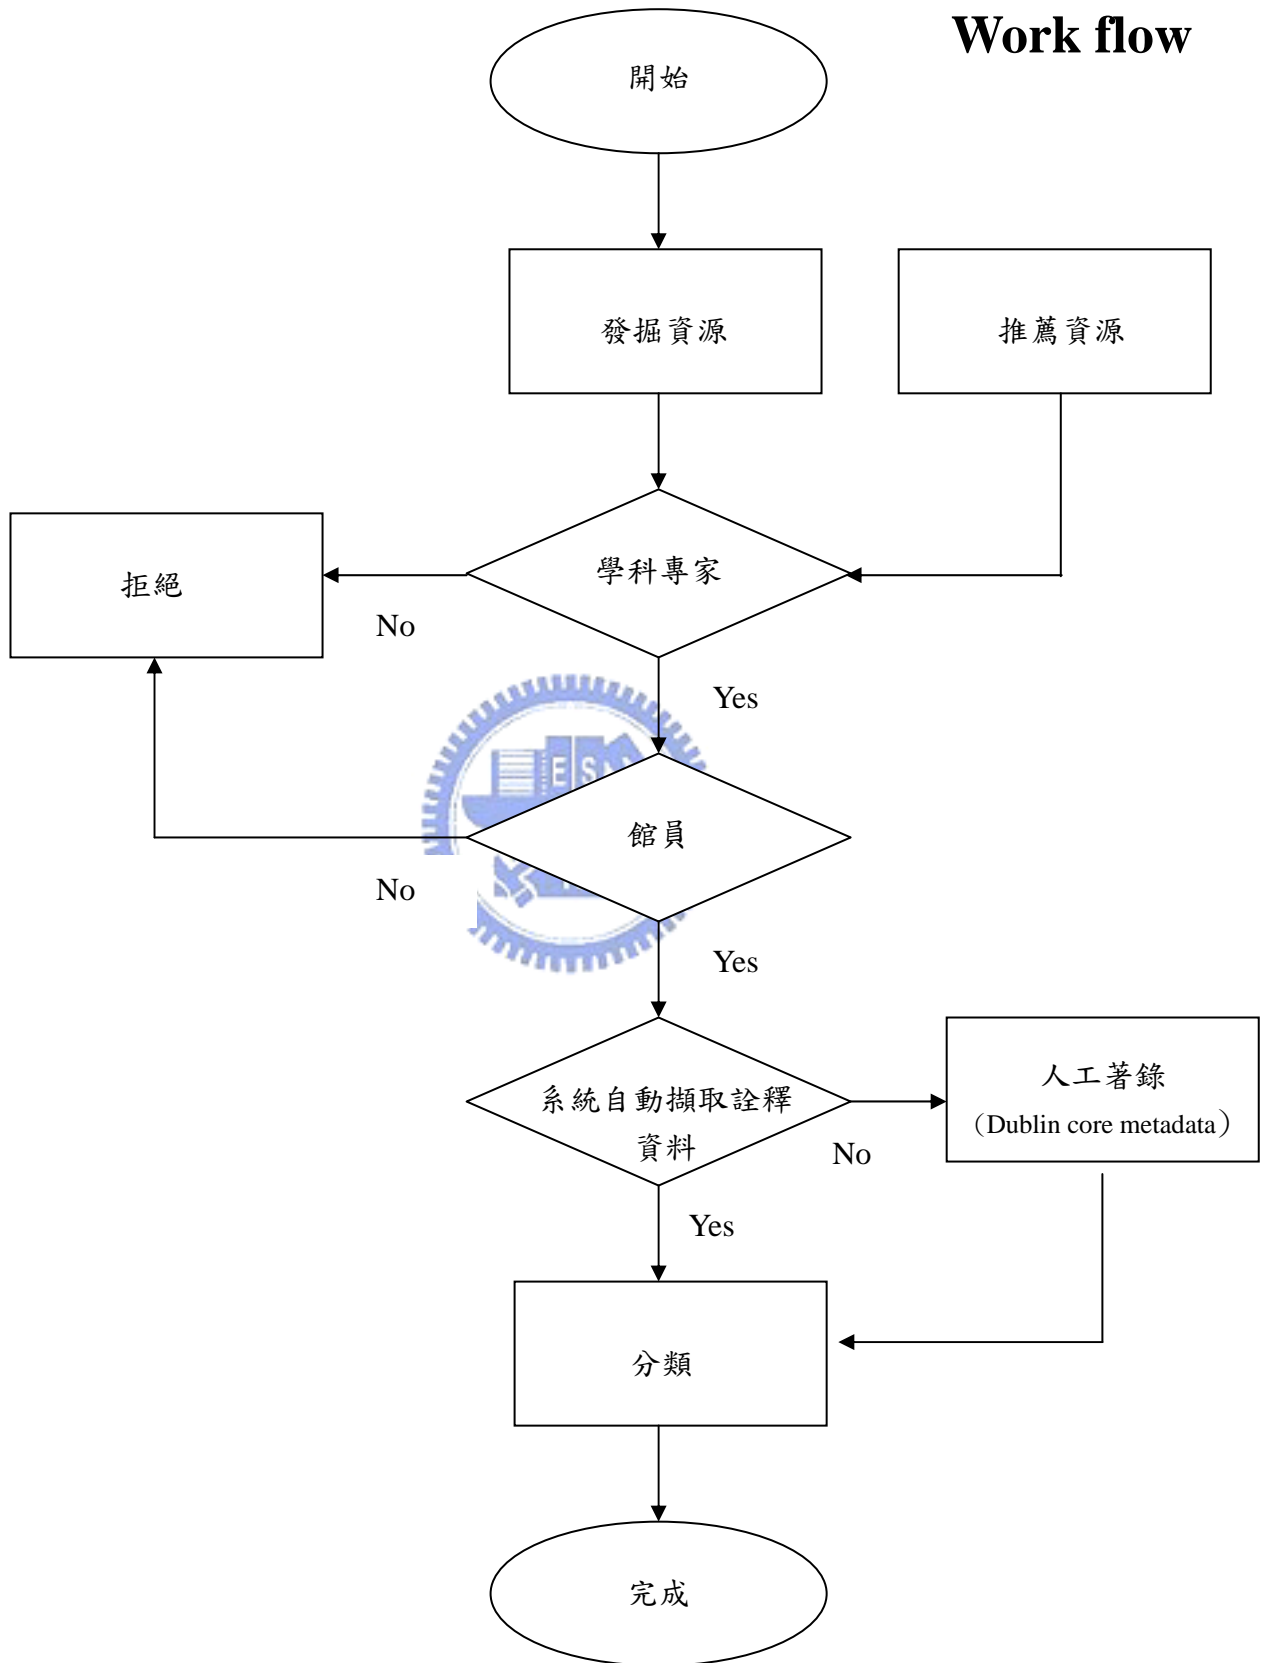 Work flow
開始
發掘資源
推薦資源
學科專家
拒絕
No
Yes
ES
館員
No
Yes
系統自動擷取詮釋
資料
No
人工著錄
（Dublin core metadata）
Yes
分類
完成